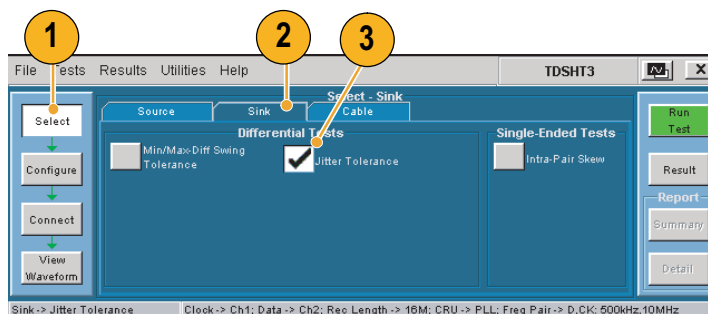 1
2
3
File Tests Results Utilities Help
TDSHT3
X
Select - Sink
Select
Source
Sink
Cable
Run
Test
Differential Tests
Single-Ended Tests
Min/Max-Diff Swing
Tolerance
Jitter Tolerance
Intra-Pair Skew
Configure
Result
Report
Connect
Summary
View
Waveform
Detail
Sink -> Jitter Tolerance
Clock -> Ch1; Data -> Ch2; Rec Length -> 16M; CRU -> PLL; Freq Pair -> D,CK: 500kHz,10MHz